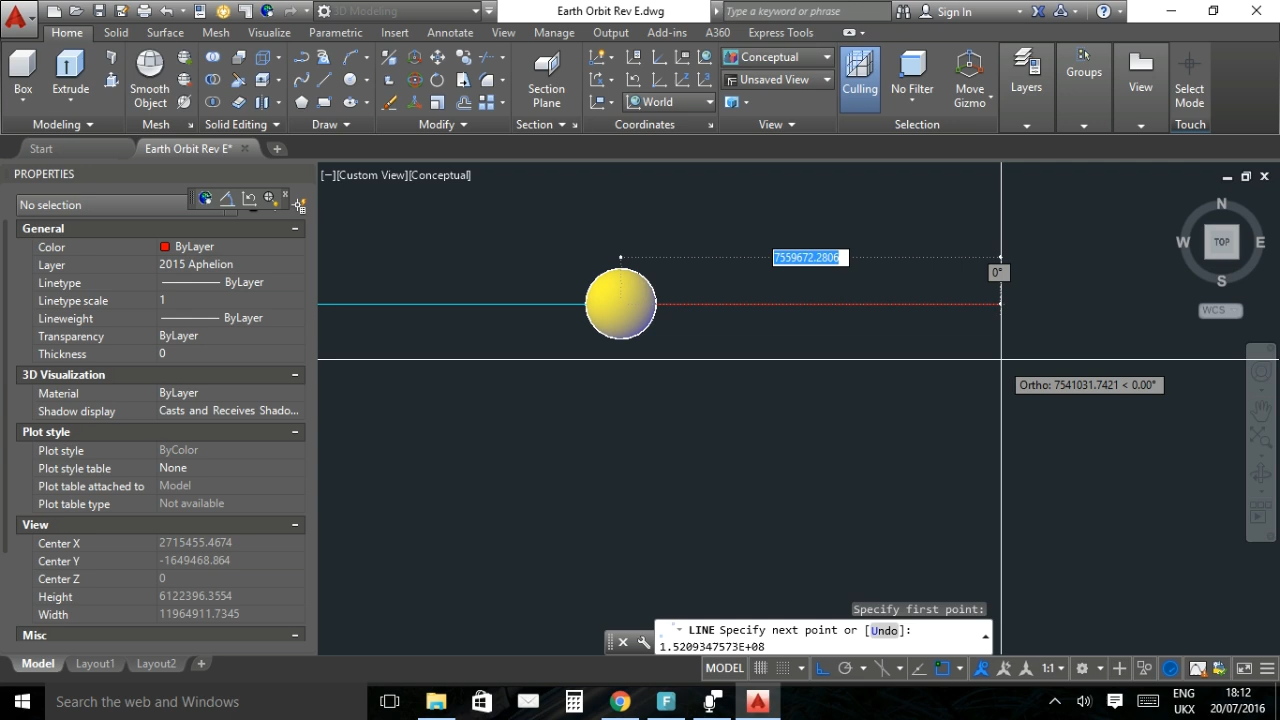 3D Modeling
Earth Orbit Rev E.dwg
Type a keyword or phrase
Sign In
Home Solid Surface Mesh Visualize Parametric Insert Annotate View Manage Output Add-ins A360 Express Tools
Box
Extrude
Smooth Object
Section Plane
Conceptual
Unsaved View
World
Culling
No Filter
Move Gizmo
Layers
Groups
View
Select Mode
Modeling Mesh Solid Editing Draw Modify Section Coordinates View Selection Touch
Start Earth Orbit Rev E*
PROPERTIES
No selection
General
Color ByLayer
Layer 2015 Aphelion
Linetype ByLayer
Linetype scale 1
Lineweight ByLayer
Transparency ByLayer
Thickness 0
3D Visualization
Material ByLayer
Shadow display Casts and Receives Shado...
Plot style
Plot style ByColor
Plot style table None
Plot table attached to Model
Plot table type Not available
View
Center X 2715455.4674
Center Y -1649468.864
Center Z 0
Height 6122396.3554
Width 11964911.7345
Misc
[−][Custom View][Conceptual]
N
W TOP E
S
WCS
7559672.2806
0°
Ortho: 7541031.7421 < 0.00°
Specify first point:
LINE Specify next point or [Undo]:
1.5209347573E+08
Model Layout1 Layout2
MODEL 1:1
Search the web and Windows
ENG
UKX
18:12
20/07/2016